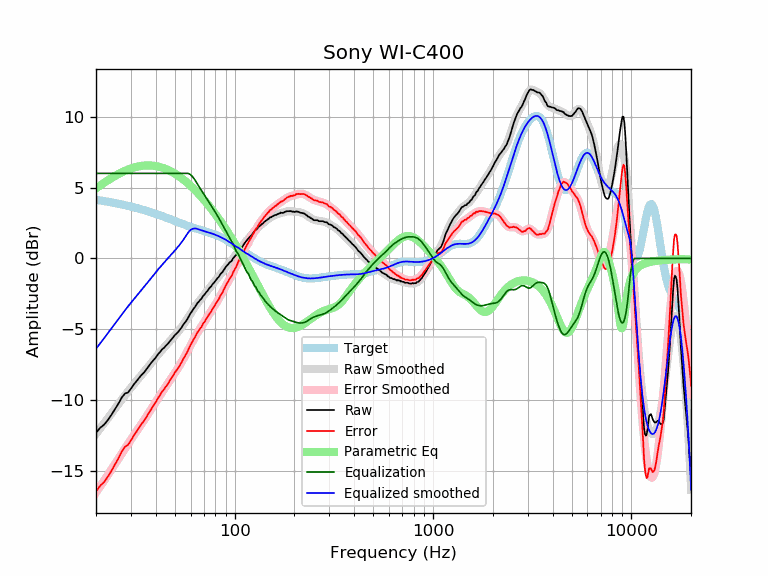 Sony WI-C400
Amplitude (dBr)
10
5
0
−5
−10
−15
Target
Raw Smoothed
Error Smoothed
Raw
Error
Parametric Eq
Equalization
Equalized smoothed
100
1000
10000
Frequency (Hz)